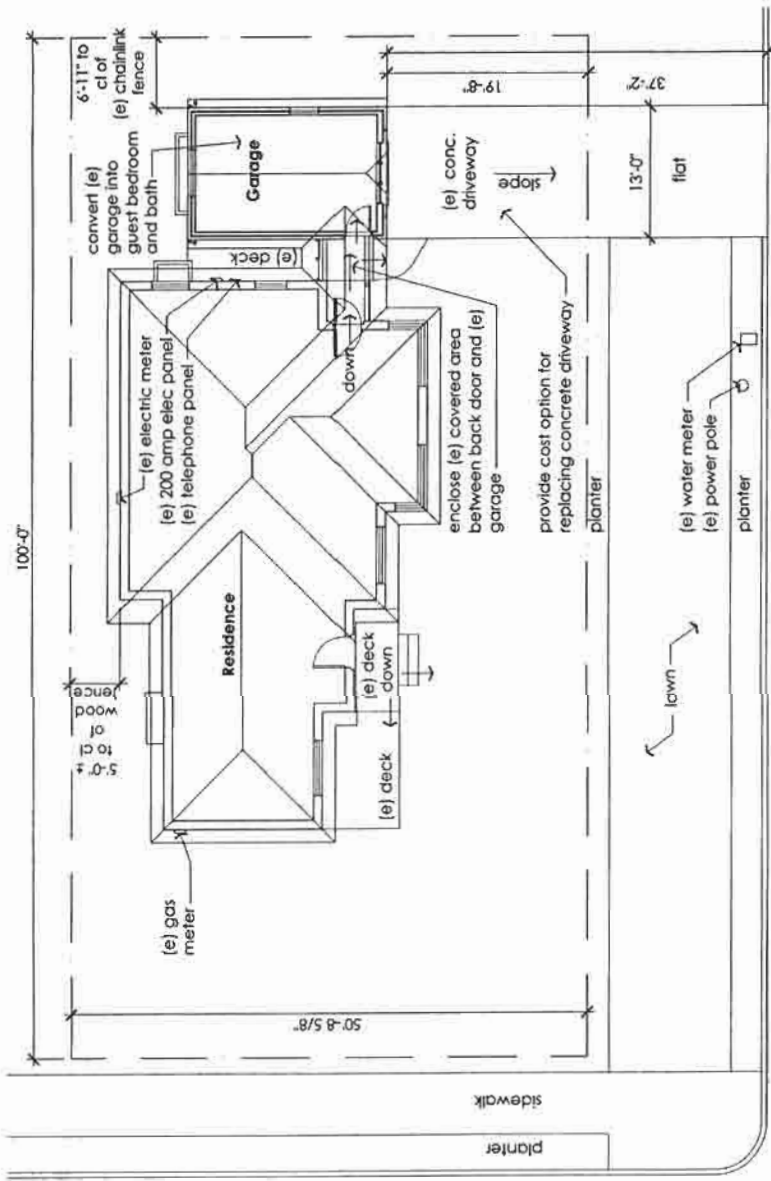 100'-0"
6'-11" to
cl of
(e) chainlink
fence
convert (e)
garage into
guest bedroom
and bath
Garage
(e) deck
19'-8"
37'-2"
(e) conc.
driveway
slope
13'-0"
flat
5'-0" ±
to cl
of
wood
fence
(e) electric meter
(e) 200 amp elec panel
(e) telephone panel
down
Residence
enclose (e) covered area
between back door and (e)
garage
provide cost option for
replacing concrete driveway
planter
(e) deck
down
(e) deck
(e) gas
meter
50'-8 5/8"
(e) water meter
(e) power pole
planter
lawn
sidewalk
planter